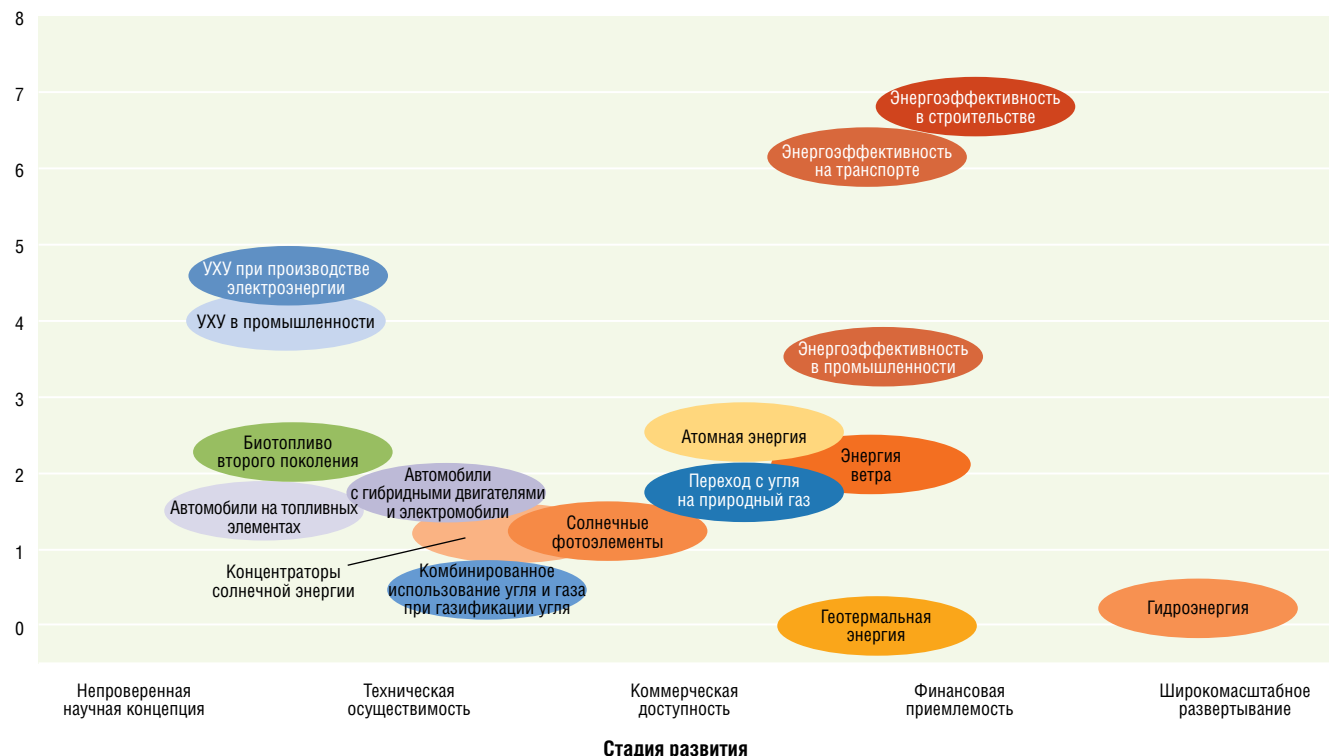 8
7
6
5
4
3
2
1
0
Энергоэффективность
в строительстве
Энергоэффективность
на транспорте
УХУ при производстве
электроэнергии
УХУ в промышленности
Энергоэффективность
в промышленности
Атомная энергия
Биотопливо
второго поколения
Энергия
ветра
Автомобили
с гибридными двигателями
и электромобили
Переход с угля
на природный газ
Автомобили на топливных
элементах
Солнечные
фотоэлементы
Концентраторы
солнечной энергии
Комбинированное
использование угля и газа
при газификации угля
Геотермальная
энергия
Гидроэнергия
Непроверенная
научная концепция
Техническая
осуществимость
Коммерческая
доступность
Финансовая
приемлемость
Широкомасштабное
развертывание
Стадия развития